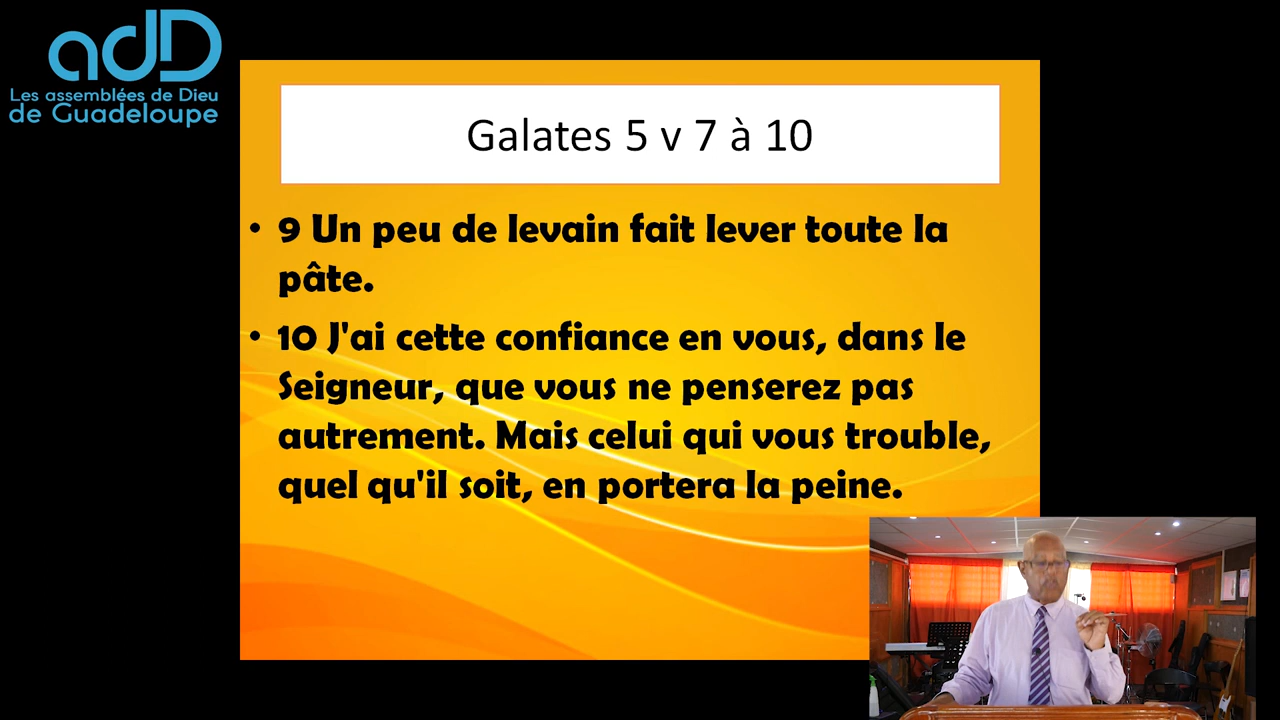 adD
Les assemblées de Dieu
de Guadeloupe
Galates 5 v 7 à 10
• 9 Un peu de levain fait lever toute la
pâte.
• 10 J'ai cette confiance en vous, dans le
Seigneur, que vous ne penserez pas
autrement. Mais celui qui vous trouble,
quel qu'il soit, en portera la peine.